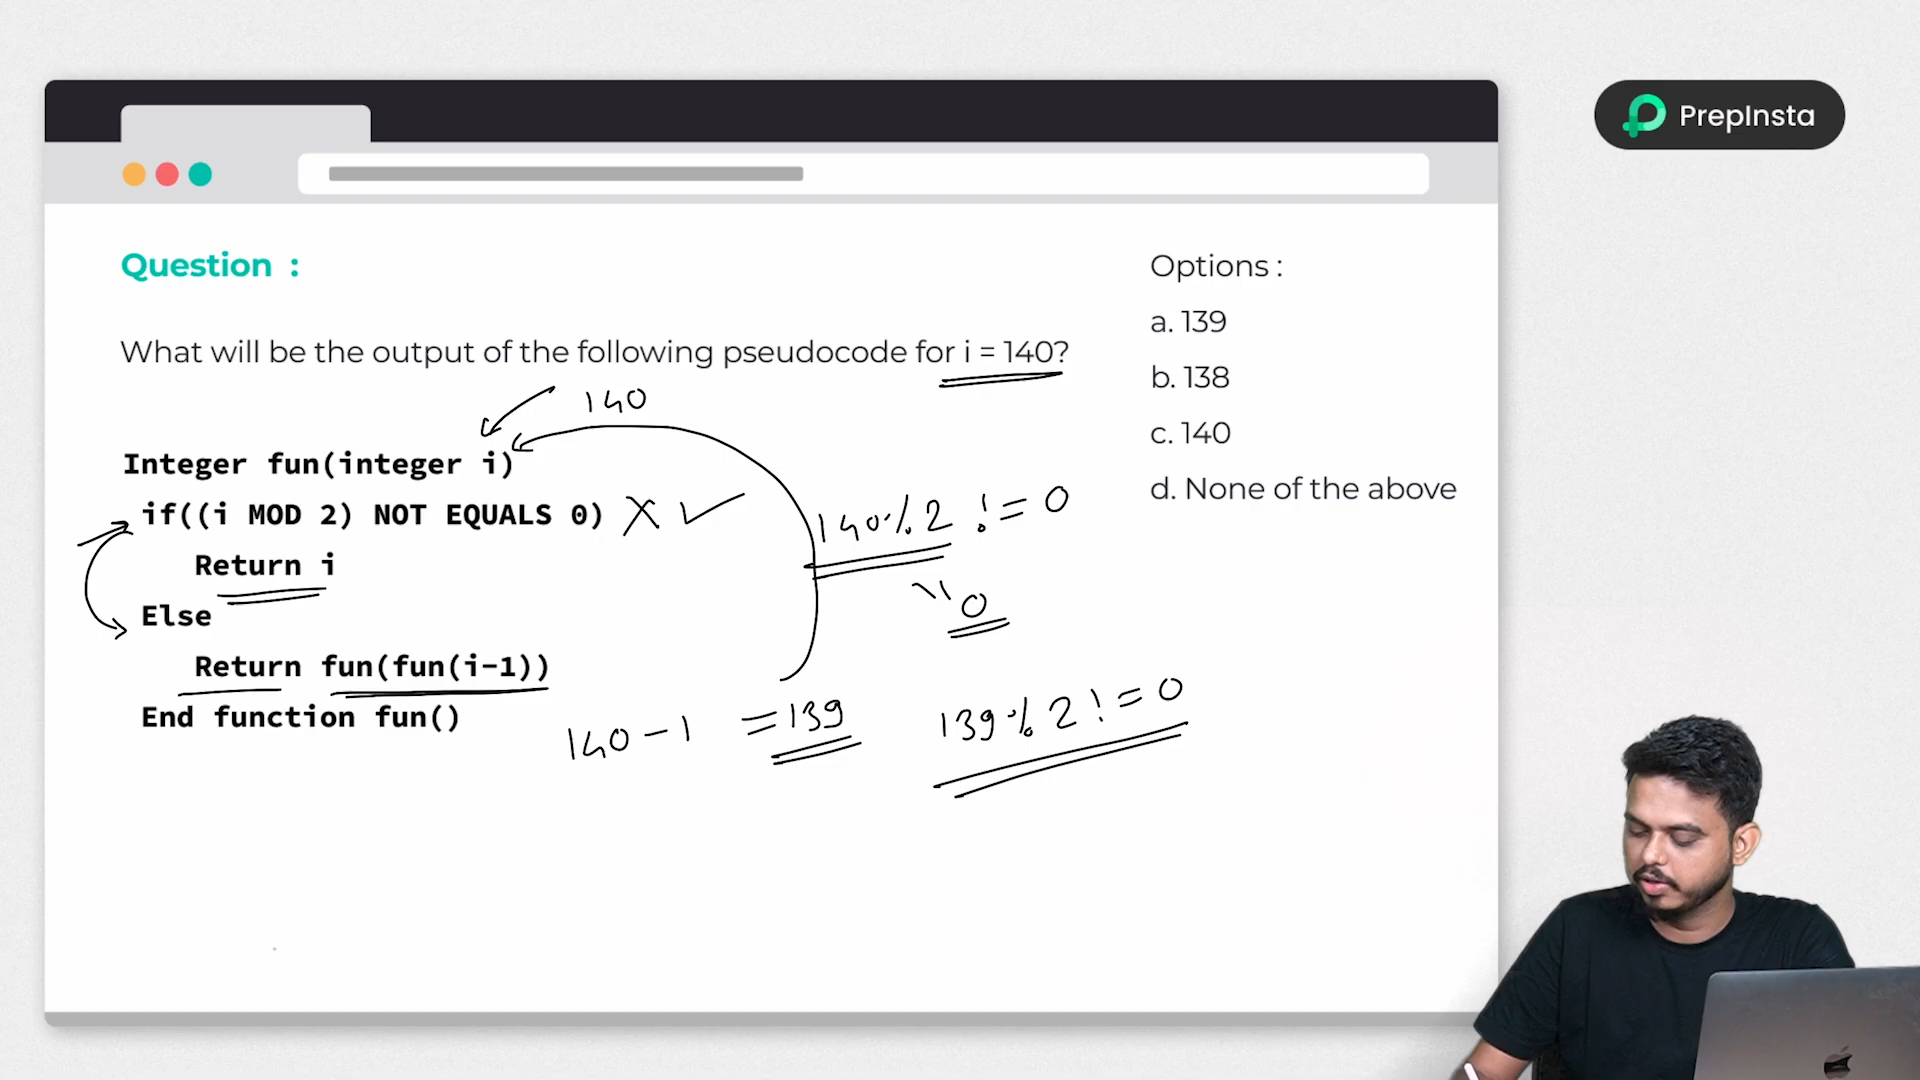 PrepInsta
Question :
What will be the output of the following pseudocode for i = 140?
140
Integer fun(integer i)
if((i MOD 2) NOT EQUALS 0)
140%2 != 0
Return i
0
Else
Return fun(fun(i-1))
End function fun()
140-1 =139
139%2!=0
Options :
a. 139
b. 138
c. 140
d. None of the above